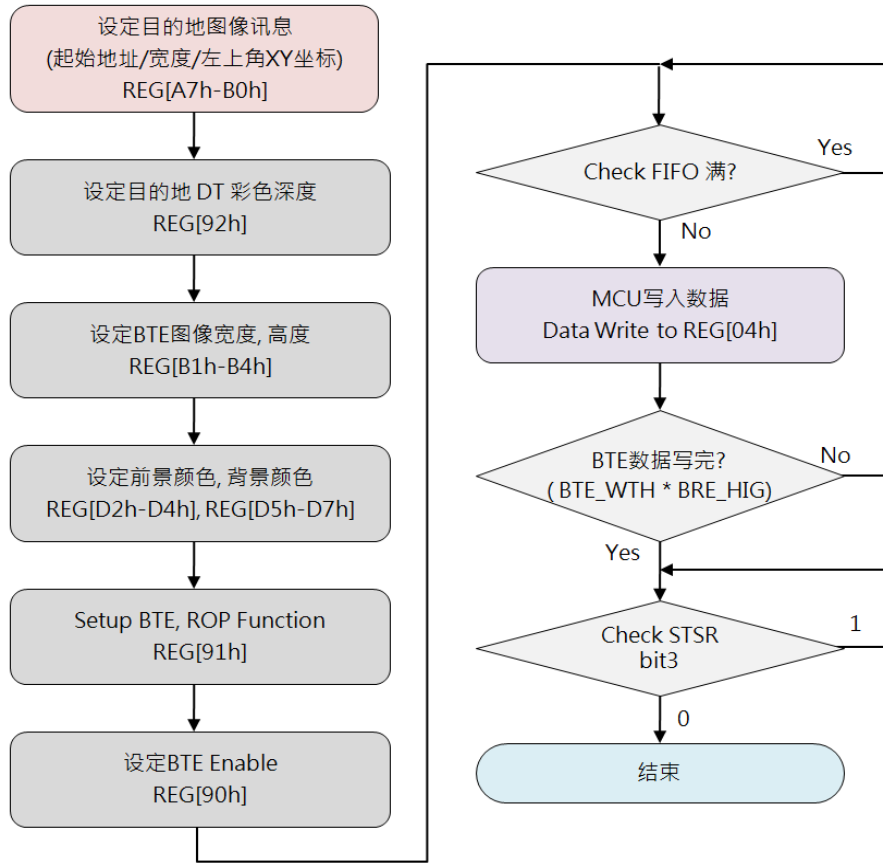 设定目的地图像讯息
(起始地址/宽度/左上角XY坐标)
REG[A7h-B0h]
设定目的地 DT 彩色深度
REG[92h]
设定BTE图像宽度, 高度
REG[B1h-B4h]
设定前景颜色, 背景颜色
REG[D2h-D4h], REG[D5h-D7h]
Setup BTE, ROP Function
REG[91h]
设定BTE Enable
REG[90h]
Check FIFO 满?
Yes
No
MCU写入数据
Data Write to REG[04h]
BTE数据写完?
( BTE_WTH * BRE_HIG)
No
Yes
Check STSR
bit3
1
0
结束